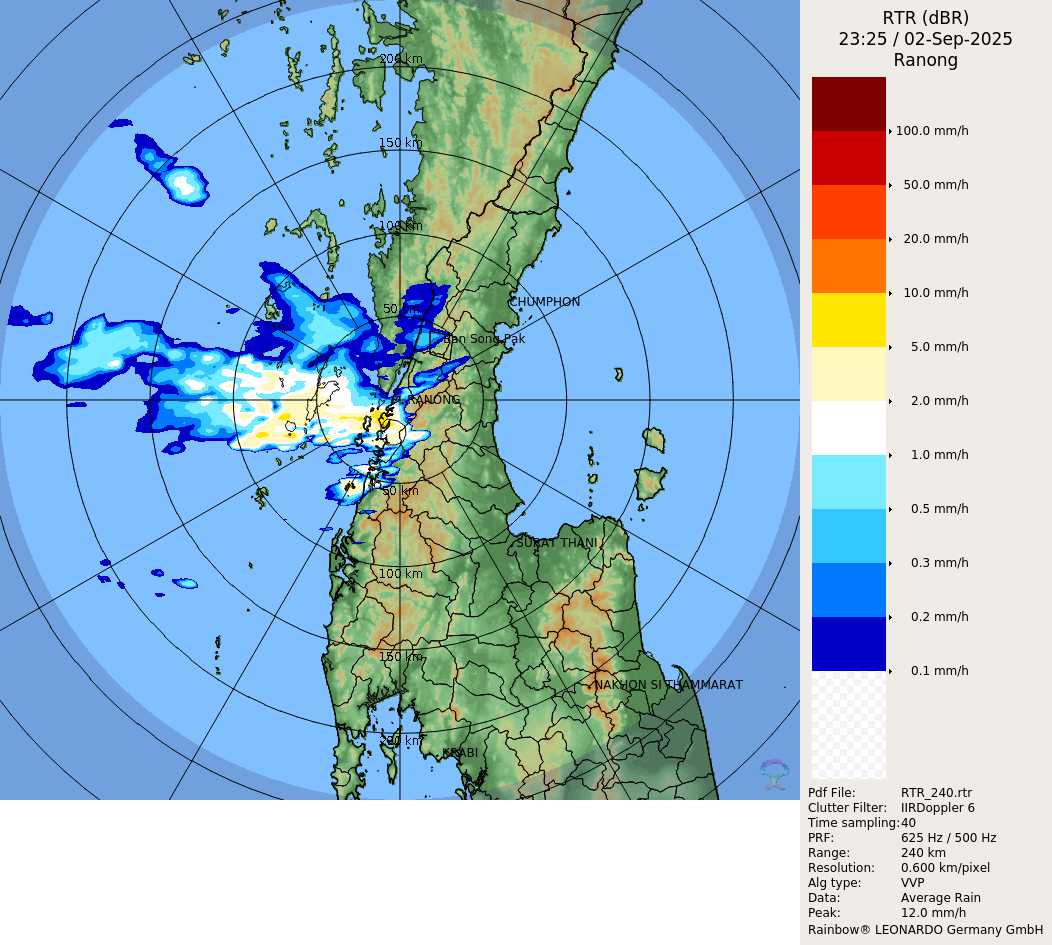 RTR (dBR)
23:25 / 02-Sep-2025
Ranong
100.0 mm/h
50.0 mm/h
20.0 mm/h
10.0 mm/h
5.0 mm/h
2.0 mm/h
1.0 mm/h
0.5 mm/h
0.3 mm/h
0.2 mm/h
0.1 mm/h
Pdf File: RTR_240.rtr
Clutter Filter: IIRDoppler 6
Time sampling: 40
PRF: 625 Hz / 500 Hz
Range: 240 km
Resolution: 0.600 km/pixel
Alg type: VVP
Data: Average Rain
Peak: 12.0 mm/h
Rainbow® LEONARDO Germany GmbH
200 km
150 km
100 km
CHUMPHON
50
Ban Song Pak
RANONG
50 km
SURAT THANI
100 km
150 km
NAKHON SI THAMMARAT
200 km
KRABI